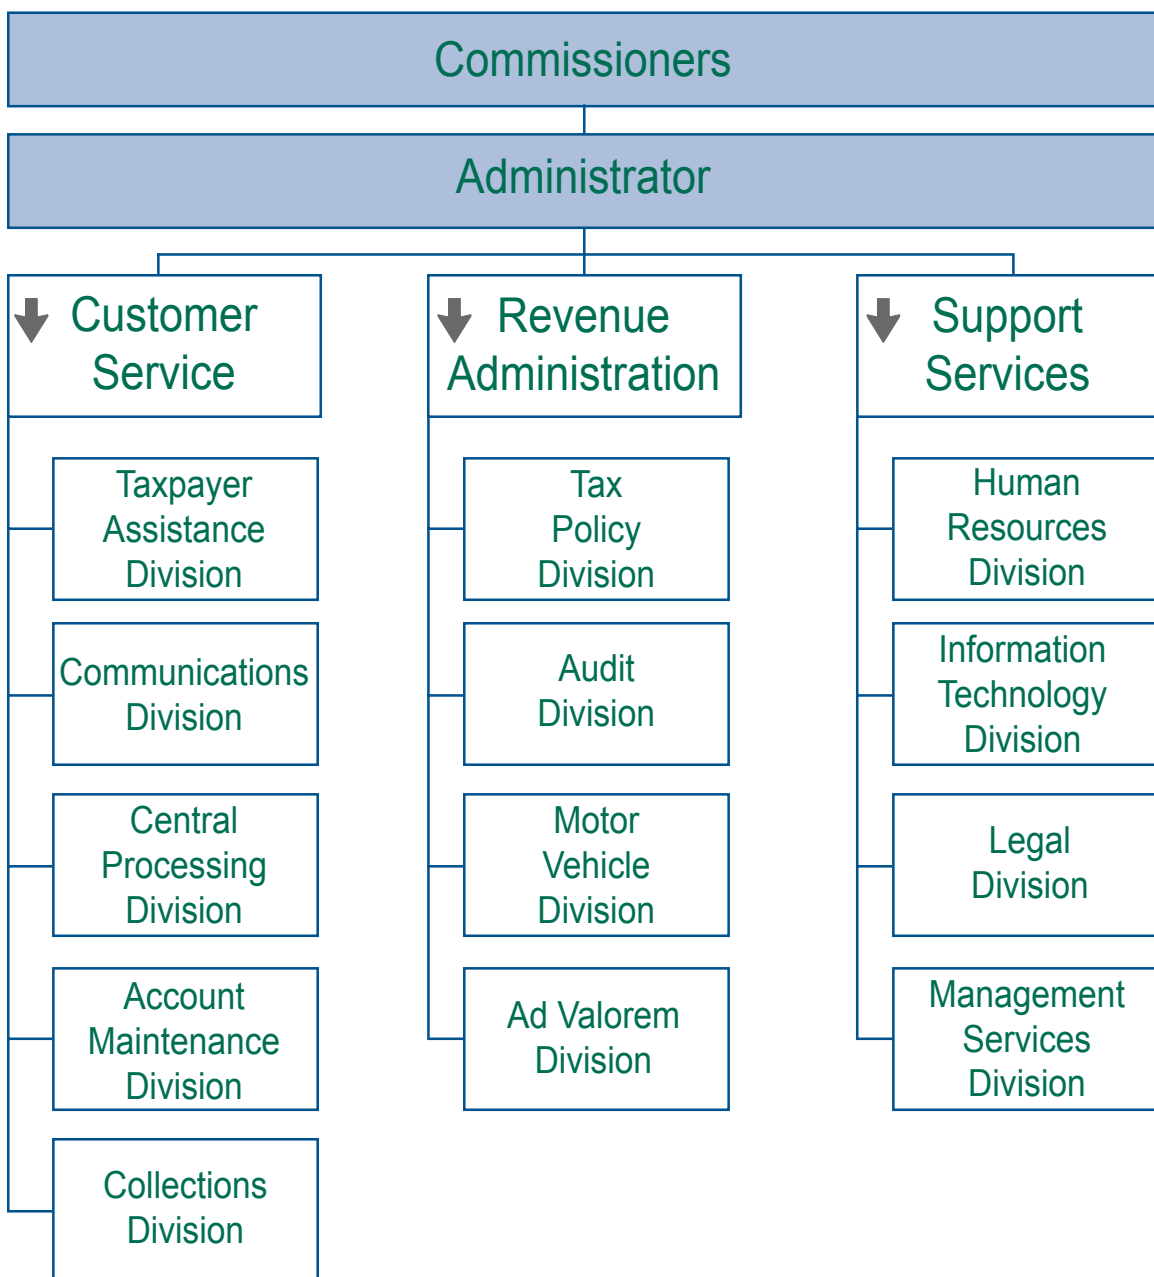 Commissioners
Administrator
Customer
Service
Taxpayer
Assistance
Division
Communications
Division
Central
Processing
Division
Account
Maintenance
Division
Collections
Division
Revenue
Administration
Tax
Policy
Division
Audit
Division
Motor
Vehicle
Division
Ad Valorem
Division
Support
Services
Human
Resources
Division
Information
Technology
Division
Legal
Division
Management
Services
Division